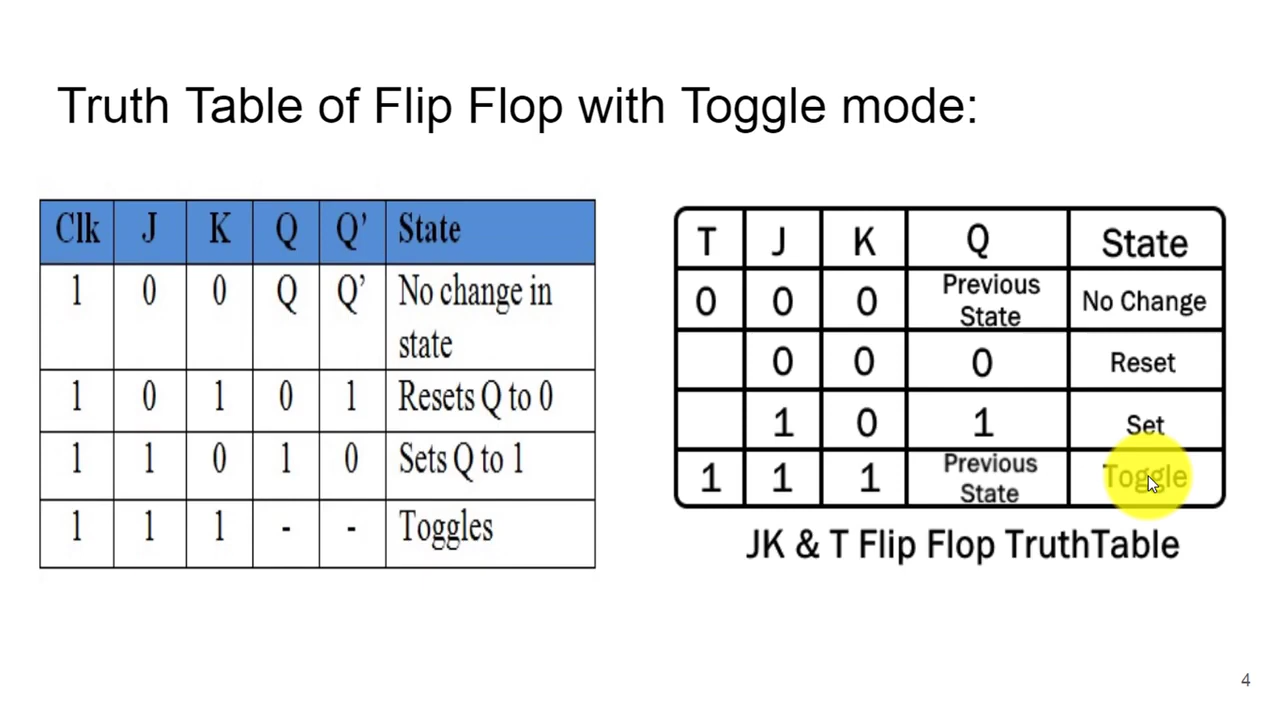 Truth Table of Flip Flop with Toggle mode:
Clk J K Q Q’ State
1 0 0 Q Q’ No change in
state
1 0 1 0 1 Resets Q to 0
1 1 0 1 0 Sets Q to 1
1 1 1 - - Toggles
T J K Q State
0 0 0 Previous State No Change
0 0 0 Reset
1 0 1 Set
1 1 1 Previous State Toggle
JK & T Flip Flop TruthTable
4